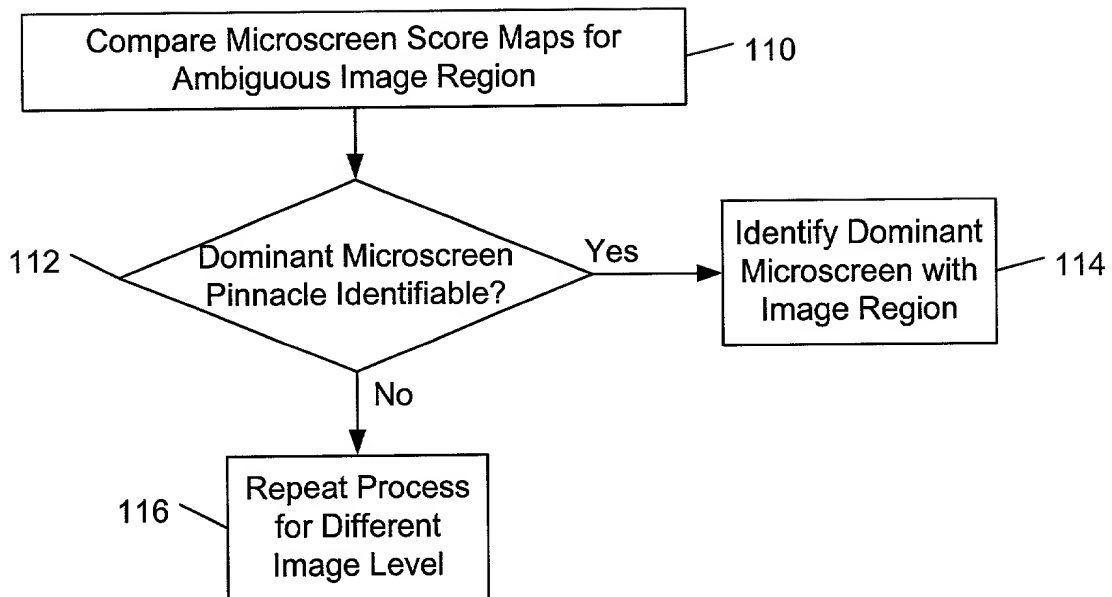 Compare Microscreen Score Maps for
Ambiguous Image Region
110
112
Dominant Microscreen
Pinnacle Identifiable?
Yes
Identify Dominant
Microscreen with
Image Region
114
No
116
Repeat Process
for Different
Image Level